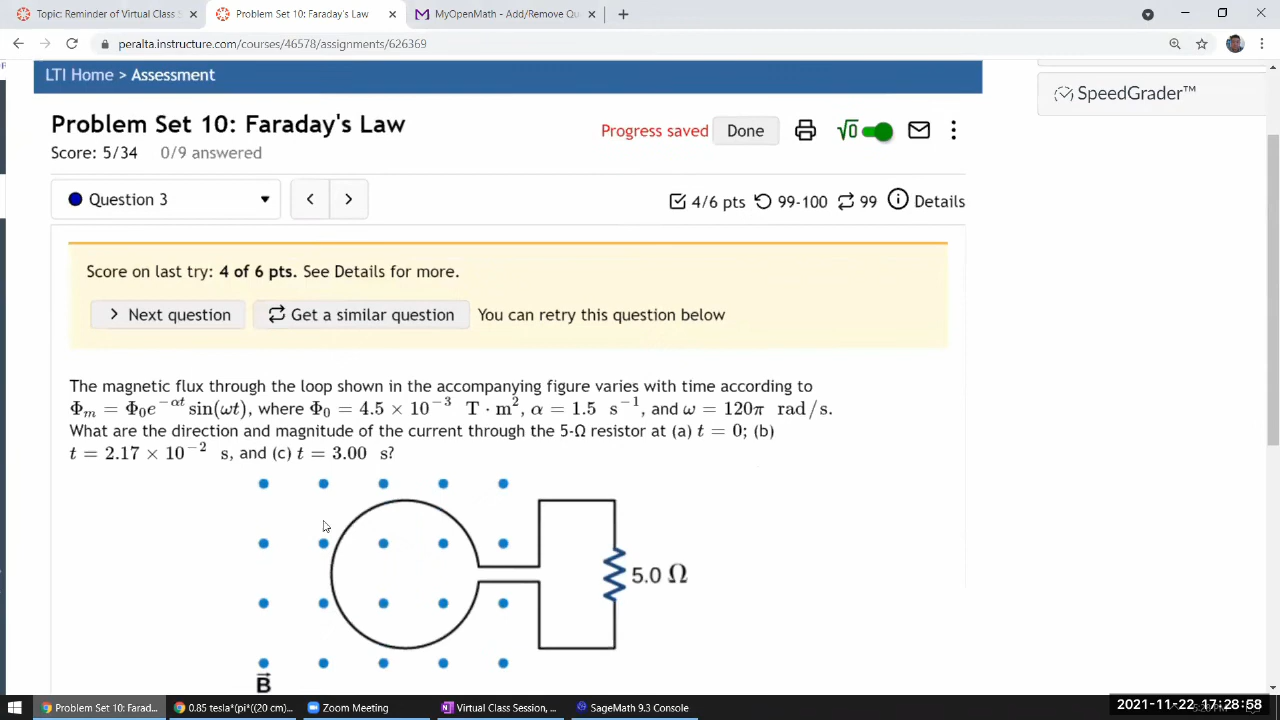 Topic Reminder of Virtual Class
Problem Set 10: Faraday's Law
MyOpenMath - Add/Remove Qu
peralta.instructure.com/courses/46578/assignments/626369
LTI Home > Assessment
SpeedGrader™
Problem Set 10: Faraday's Law
Progress saved
Done
√0
Score: 5/34 0/9 answered
Question 3
4/6 pts 99-100 99 Details
Score on last try: 4 of 6 pts. See Details for more.
Next question
Get a similar question
You can retry this question below
The magnetic flux through the loop shown in the accompanying figure varies with time according to
Φₘ = Φ₀e^{−αt} sin(ωt), where Φ₀ = 4.5 × 10⁻³ T · m², α = 1.5 s⁻¹, and ω = 120π rad/s.
What are the direction and magnitude of the current through the 5-Ω resistor at (a) t = 0; (b)
t = 2.17 × 10⁻² s, and (c) t = 3.00 s?
5.0 Ω
B⃗
Problem Set 10: Farad...
0.85 tesla*(pi*((20 cm)...
Zoom Meeting
Virtual Class Session, ...
SageMath 9.3 Console
2021-11-22 17:28:58